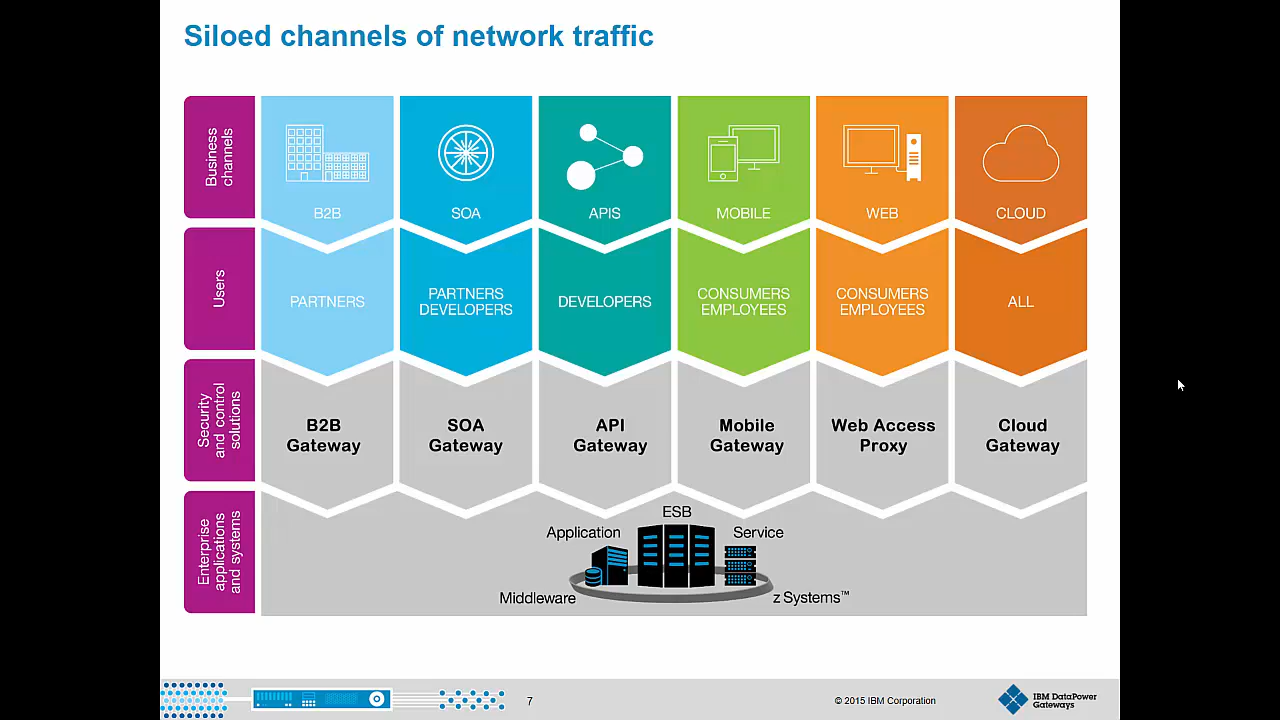 Siloed channels of network traffic
Business
channels
B2B
SOA
APIS
MOBILE
WEB
CLOUD
Users
PARTNERS
PARTNERS
DEVELOPERS
DEVELOPERS
CONSUMERS
EMPLOYEES
CONSUMERS
EMPLOYEES
ALL
Security
and control
solutions
B2B
Gateway
SOA
Gateway
API
Gateway
Mobile
Gateway
Web Access
Proxy
Cloud
Gateway
Enterprise
applications
and systems
ESB
Application
Service
Middleware
z Systems™
7
© 2015 IBM Corporation
IBM DataPower
Gateways